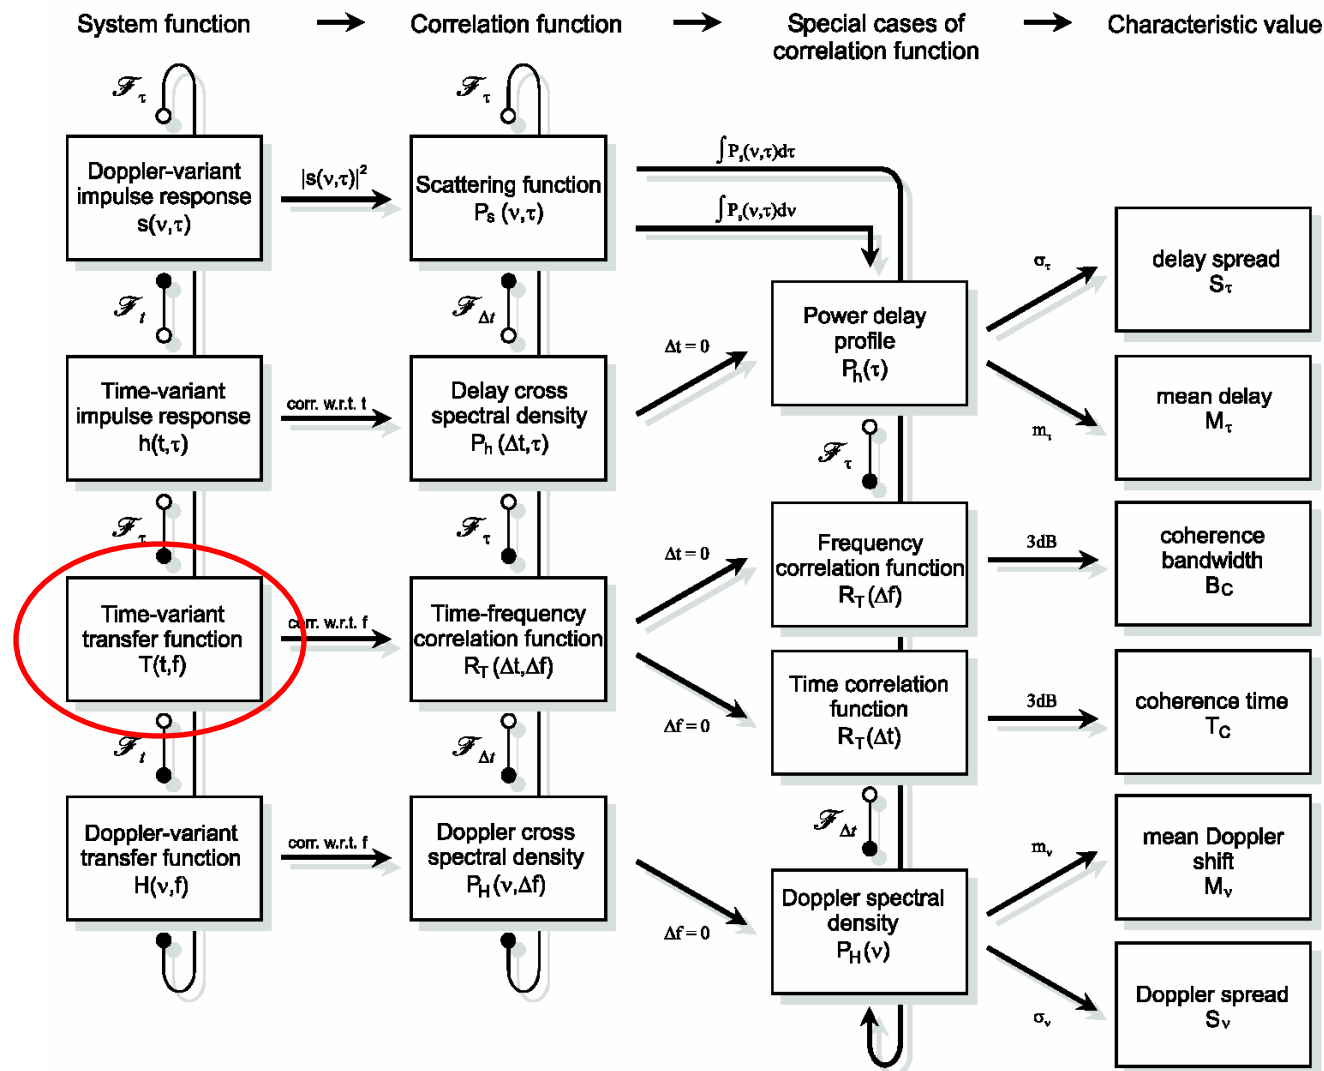 System function
Correlation function
Special cases of
correlation function
Characteristic value
ℱτ
ℱτ
Doppler-variant
impulse response
s(ν,τ)
|s(ν,τ)|²
Scattering function
Ps (ν,τ)
∫Ps(ν,τ)dτ
∫Ps(ν,τ)dν
ℱt
ℱΔt
Power delay
profile
Ph(τ)
στ
delay spread
Sτ
Time-variant
impulse response
h(t,τ)
corr. w.r.t. t
Delay cross
spectral density
Ph (Δt,τ)
Δt = 0
mτ
mean delay
Mτ
ℱτ
ℱτ
ℱτ
Time-variant
transfer function
T(t,f)
corr. w.r.t. f
Time-frequency
correlation function
RT (Δt,Δf)
Δt = 0
Frequency
correlation function
RT (Δf)
3dB
coherence
bandwidth
BC
Δf = 0
Time correlation
function
RT (Δt)
3dB
coherence time
TC
ℱt
ℱΔt
ℱΔt
Doppler-variant
transfer function
H(ν,f)
corr. w.r.t. f
Doppler cross
spectral density
PH (ν,Δf)
Δf = 0
Doppler spectral
density
PH (ν)
mν
mean Doppler
shift
Mν
σν
Doppler spread
Sν